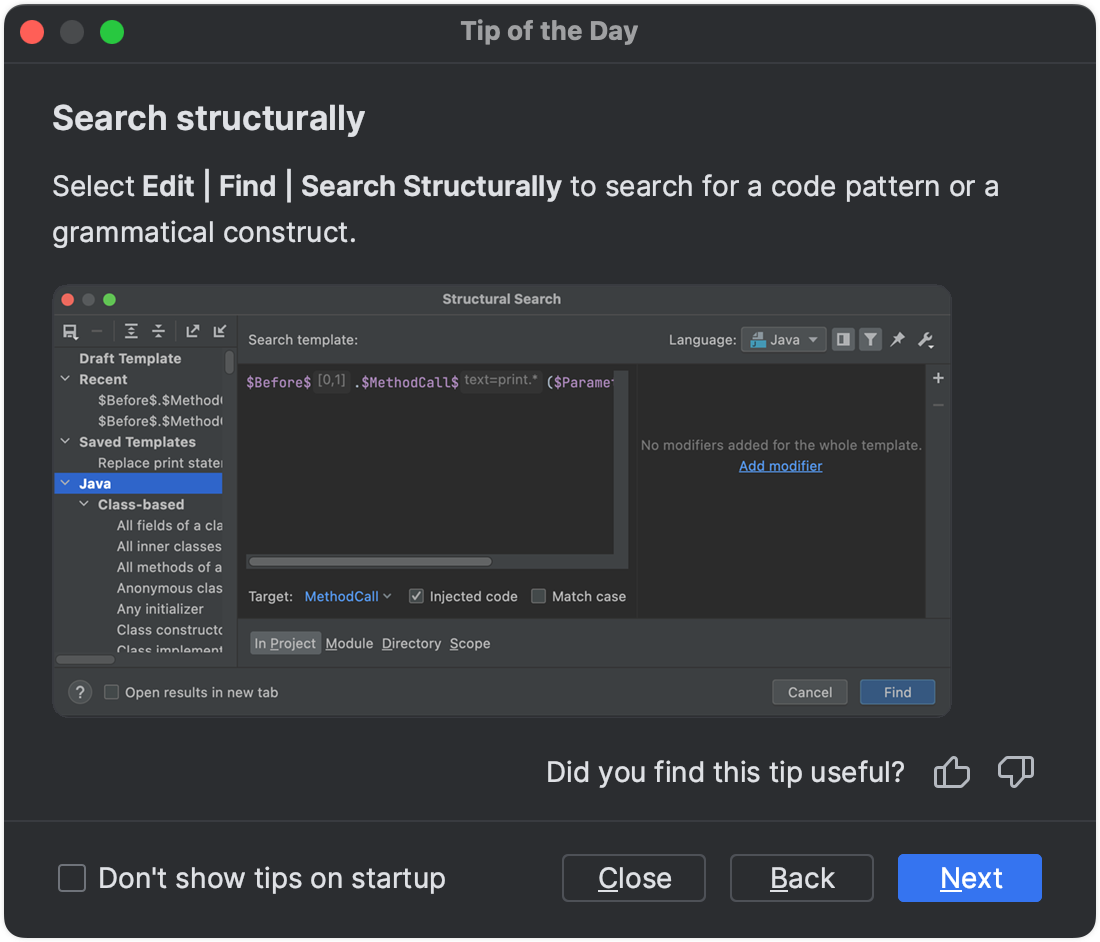 Tip of the Day
Search structurally
Select Edit | Find | Search Structurally to search for a code pattern or a
grammatical construct.
Structural Search
Search template:
Language: Java
Draft Template
Recent
$Before$.$Method
$Before$.$Method
Saved Templates
Replace print state
Java
Class-based
All fields of a cla
All inner classes
All methods of a
Anonymous clas
Any initializer
Class constructo
Class implement
$Before$ [0,1] .$MethodCall$ text=print.* ($Paramet
No modifiers added for the whole template.
Add modifier
Target: MethodCall Injected code Match case
In Project Module Directory Scope
? Open results in new tab
Cancel Find
Did you find this tip useful?
Don't show tips on startup
Close Back Next